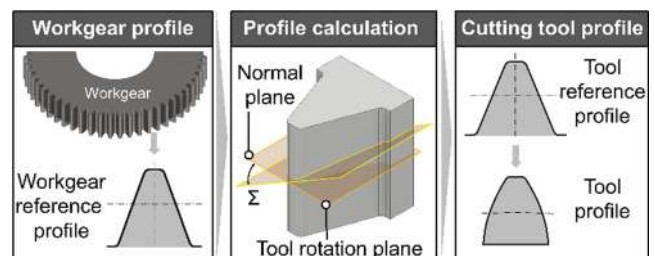 Workgear profile
Workgear
Workgear
reference
profile
Profile calculation
Normal
plane
Σ
Tool rotation plane
Cutting tool profile
Tool
reference
profile
Tool
profile